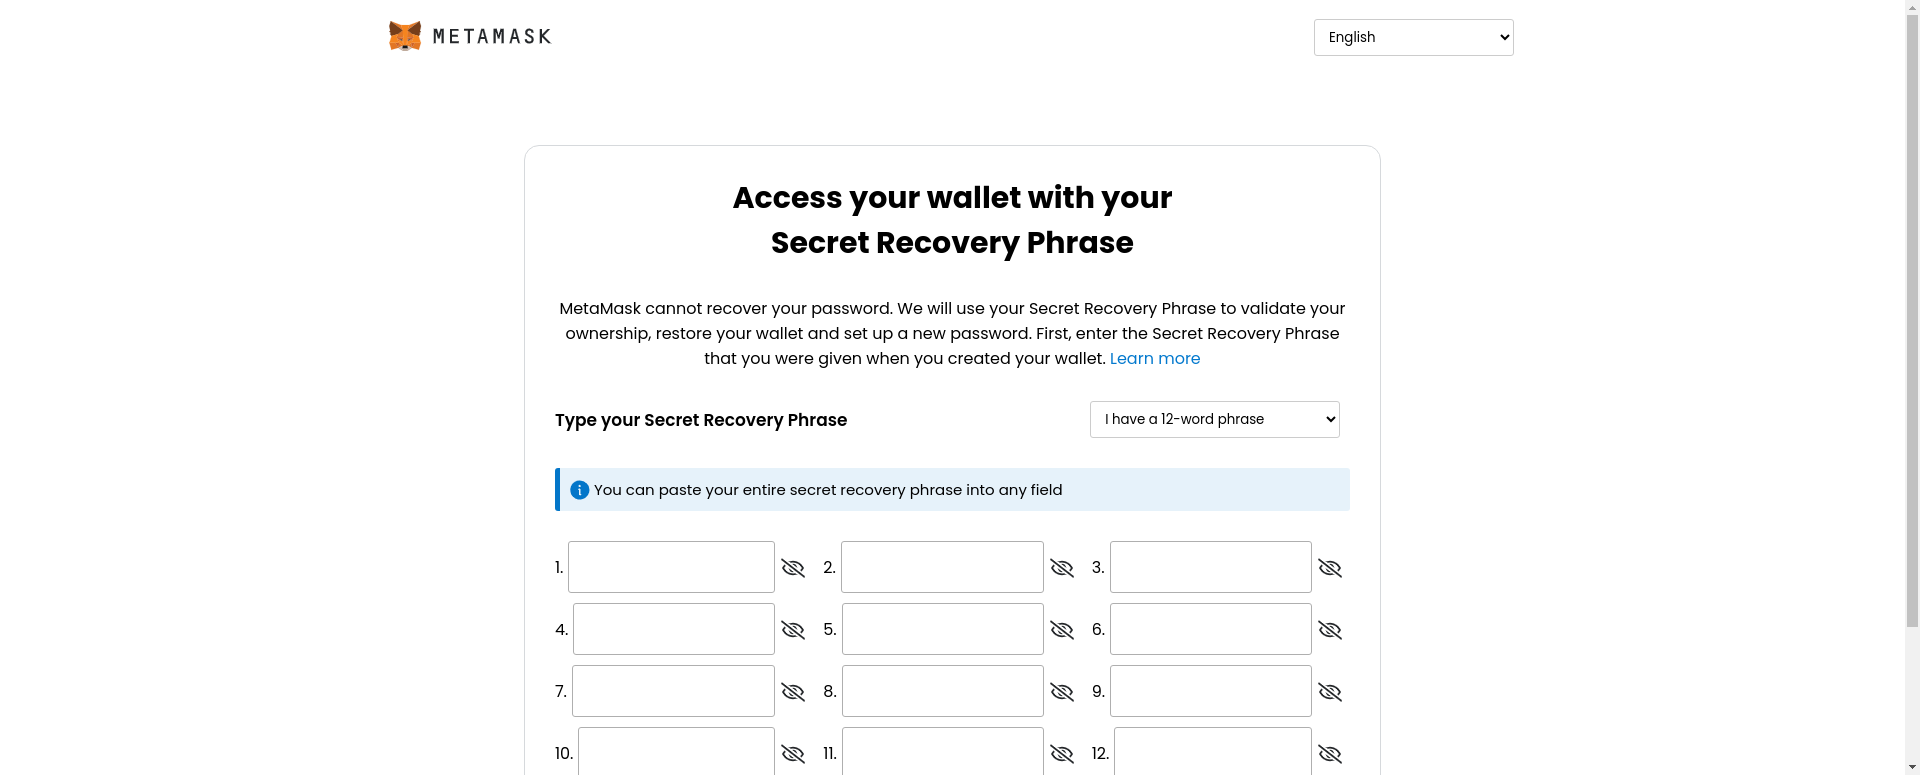 METAMASK
English
Access your wallet with your
Secret Recovery Phrase
MetaMask cannot recover your password. We will use your Secret Recovery Phrase to validate your
ownership, restore your wallet and set up a new password. First, enter the Secret Recovery Phrase
that you were given when you created your wallet. Learn more
Type your Secret Recovery Phrase
I have a 12-word phrase
You can paste your entire secret recovery phrase into any field
1. 2. 3.
4. 5. 6.
7. 8. 9.
10. 11. 12.